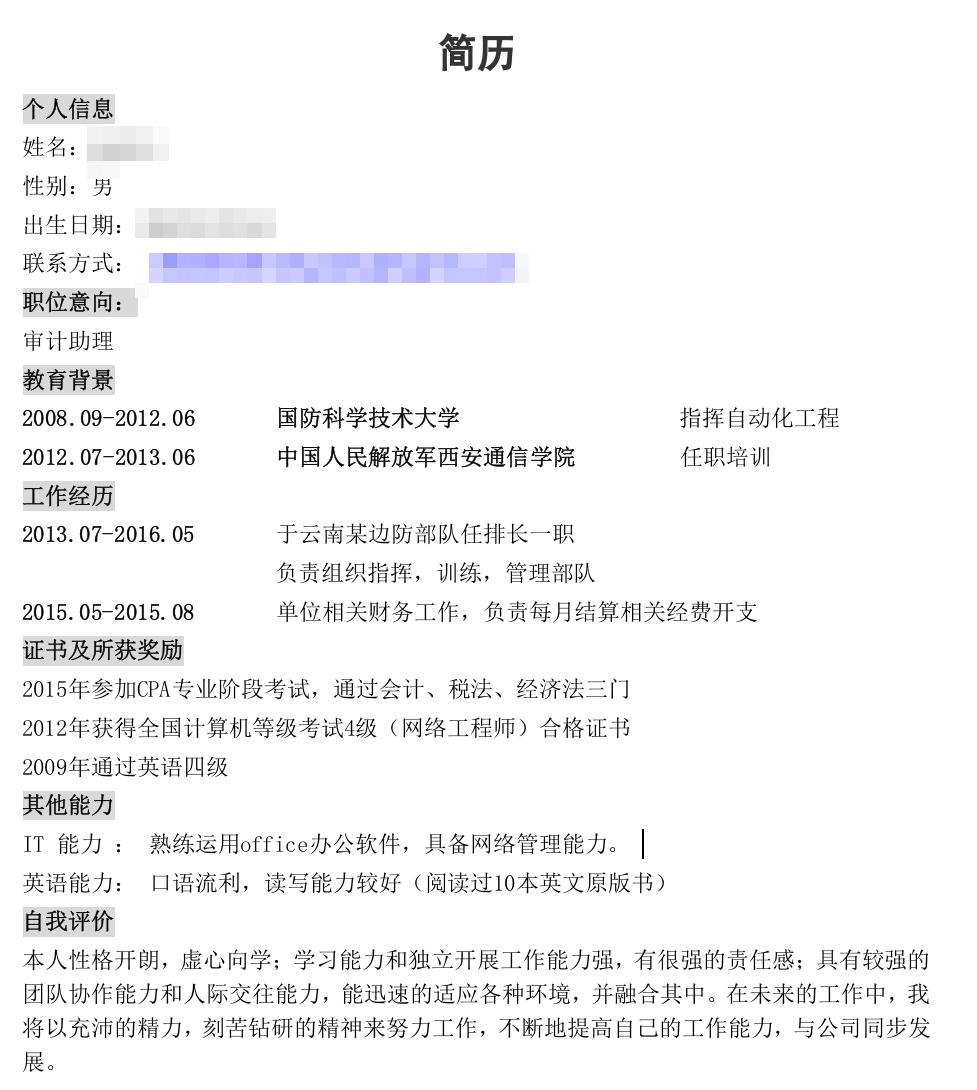 简历
个人信息
姓名：
性别：男
出生日期：
联系方式：
职位意向：
审计助理
教育背景
2008.09-2012.06 国防科学技术大学 指挥自动化工程
2012.07-2013.06 中国人民解放军西安通信学院 任职培训
工作经历
2013.07-2016.05 于云南某边防部队任排长一职
负责组织指挥，训练，管理部队
2015.05-2015.08 单位相关财务工作，负责每月结算相关经费开支
证书及所获奖励
2015年参加CPA专业阶段考试，通过会计、税法、经济法三门
2012年获得全国计算机等级考试4级（网络工程师）合格证书
2009年通过英语四级
其他能力
IT 能力 ： 熟练运用office办公软件，具备网络管理能力。
英语能力： 口语流利，读写能力较好（阅读过10本英文原版书）
自我评价
本人性格开朗，虚心向学；学习能力和独立开展工作能力强，有很强的责任感；具有较强的
团队协作能力和人际交往能力，能迅速的适应各种环境，并融合其中。在未来的工作中，我
将以充沛的精力，刻苦钻研的精神来努力工作，不断地提高自己的工作能力，与公司同步发
展。